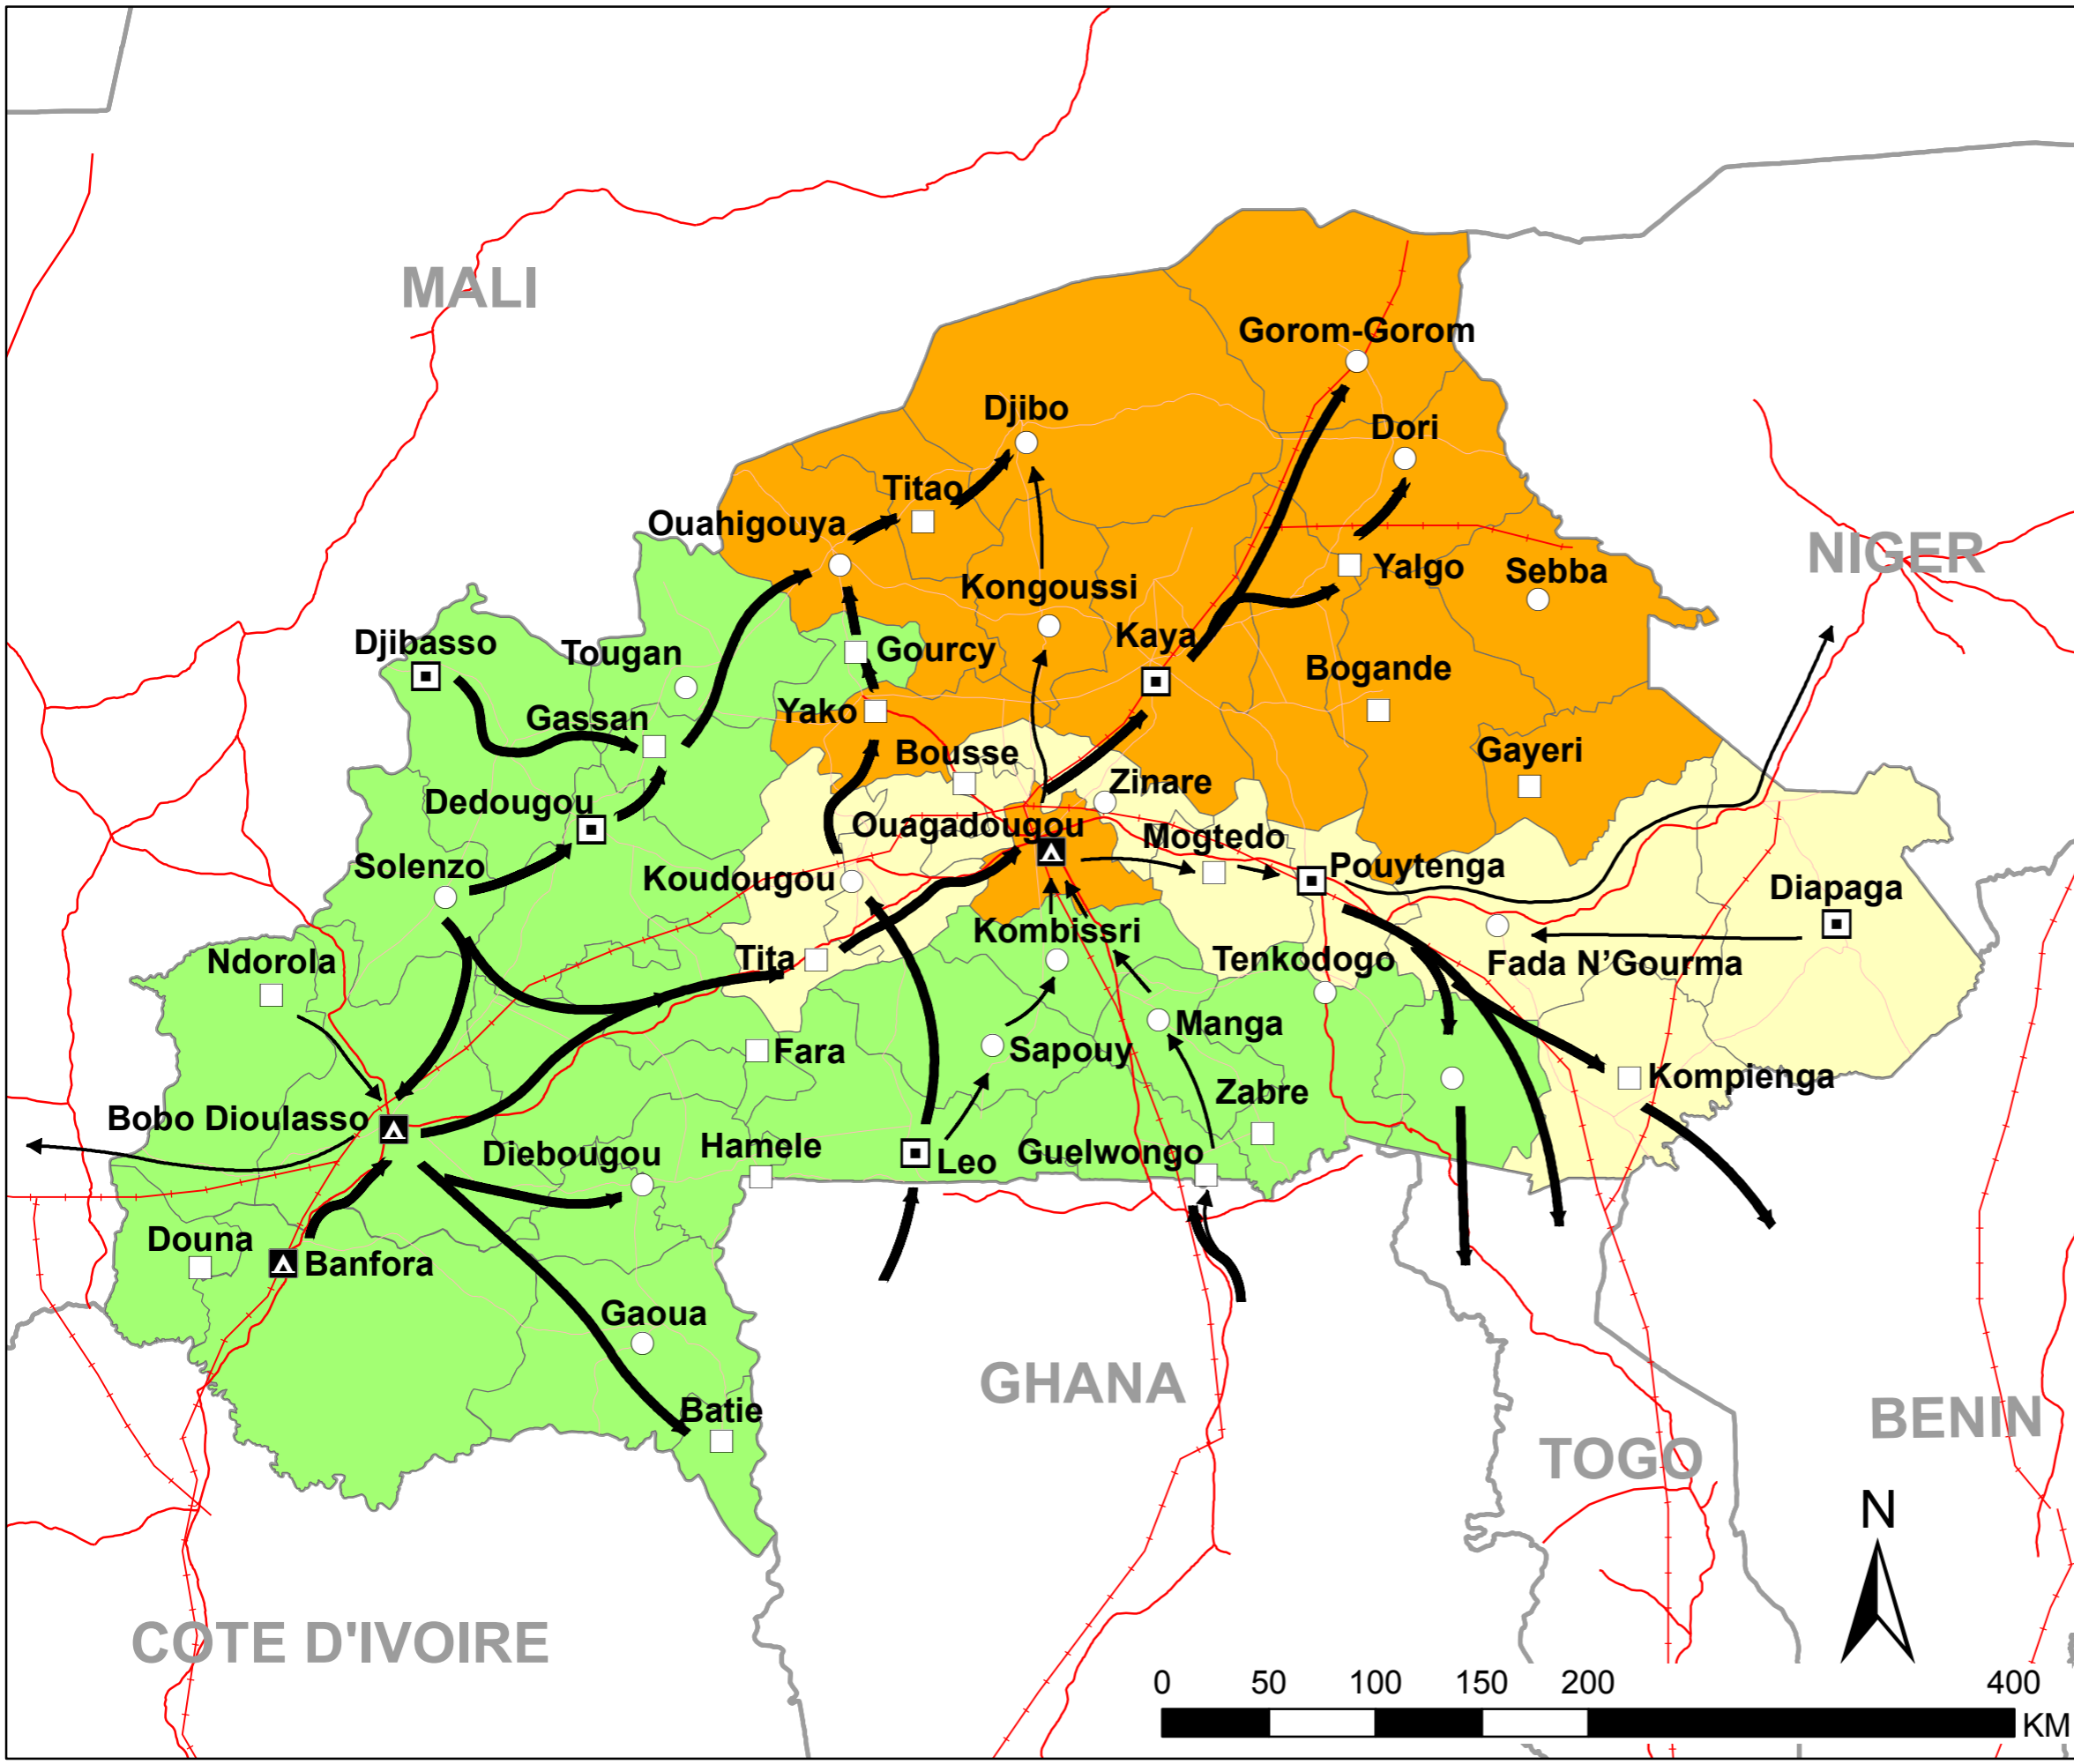 MALI
Gorom-Gorom
Djibo
Dori
Titao
Ouahigouya
NIGER
Yalgo
Sebba
Kongoussi
Djibasso
Tougan
Gourcy
Kaya
Bogande
Gassan
Yako
Bousse
Gayeri
Zinare
Dedougou
Ouagadougou
Mogtedo
Solenzo
Koudougou
Pouytenga
Diapaga
Kombissri
Ndorola
Tita
Tenkodogo
Fada N’Gourma
Manga
Fara
Sapouy
Kompienga
Zabre
Bobo Dioulasso
Diebougou
Hamele
Leo
Guelwongo
Douna
Banfora
Gaoua
GHANA
Batie
BENIN
TOGO
N
COTE D'IVOIRE
0 50 100 150 200 400
KM